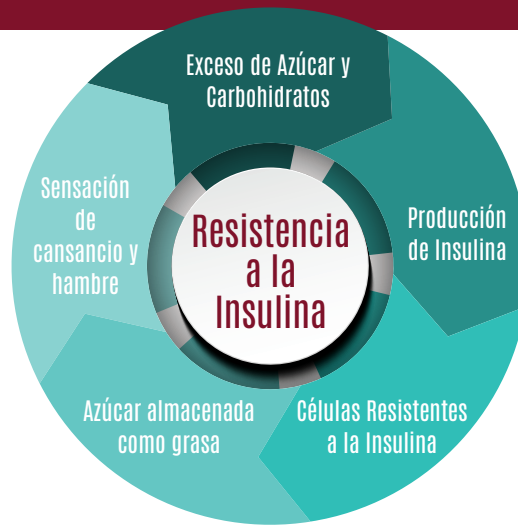 Exceso de Azúcar y
Carbohidratos
Producción
de Insulina
Células Resistentes
a la Insulina
Azúcar almacenada
como grasa
Sensación
de
cansancio y
hambre
Resistencia
a la
Insulina